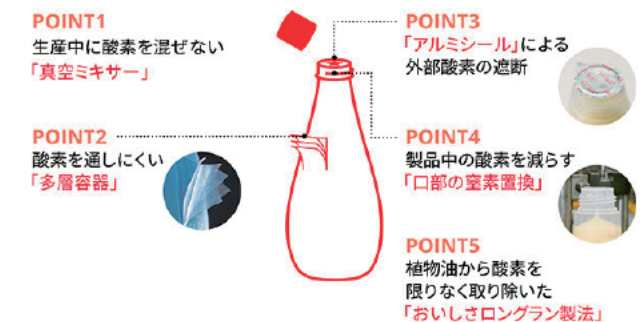 POINT1
生産中に酸素を混ぜない
「真空ミキサー」
POINT2
酸素を通しにくい
「多層容器」
POINT3
「アルミシール」による
外部酸素の遮断
POINT4
製品中の酸素を減らす
「口部の窒素置換」
POINT5
植物油から酸素を
限りなく取り除いた
「おいしさロングラン製法」